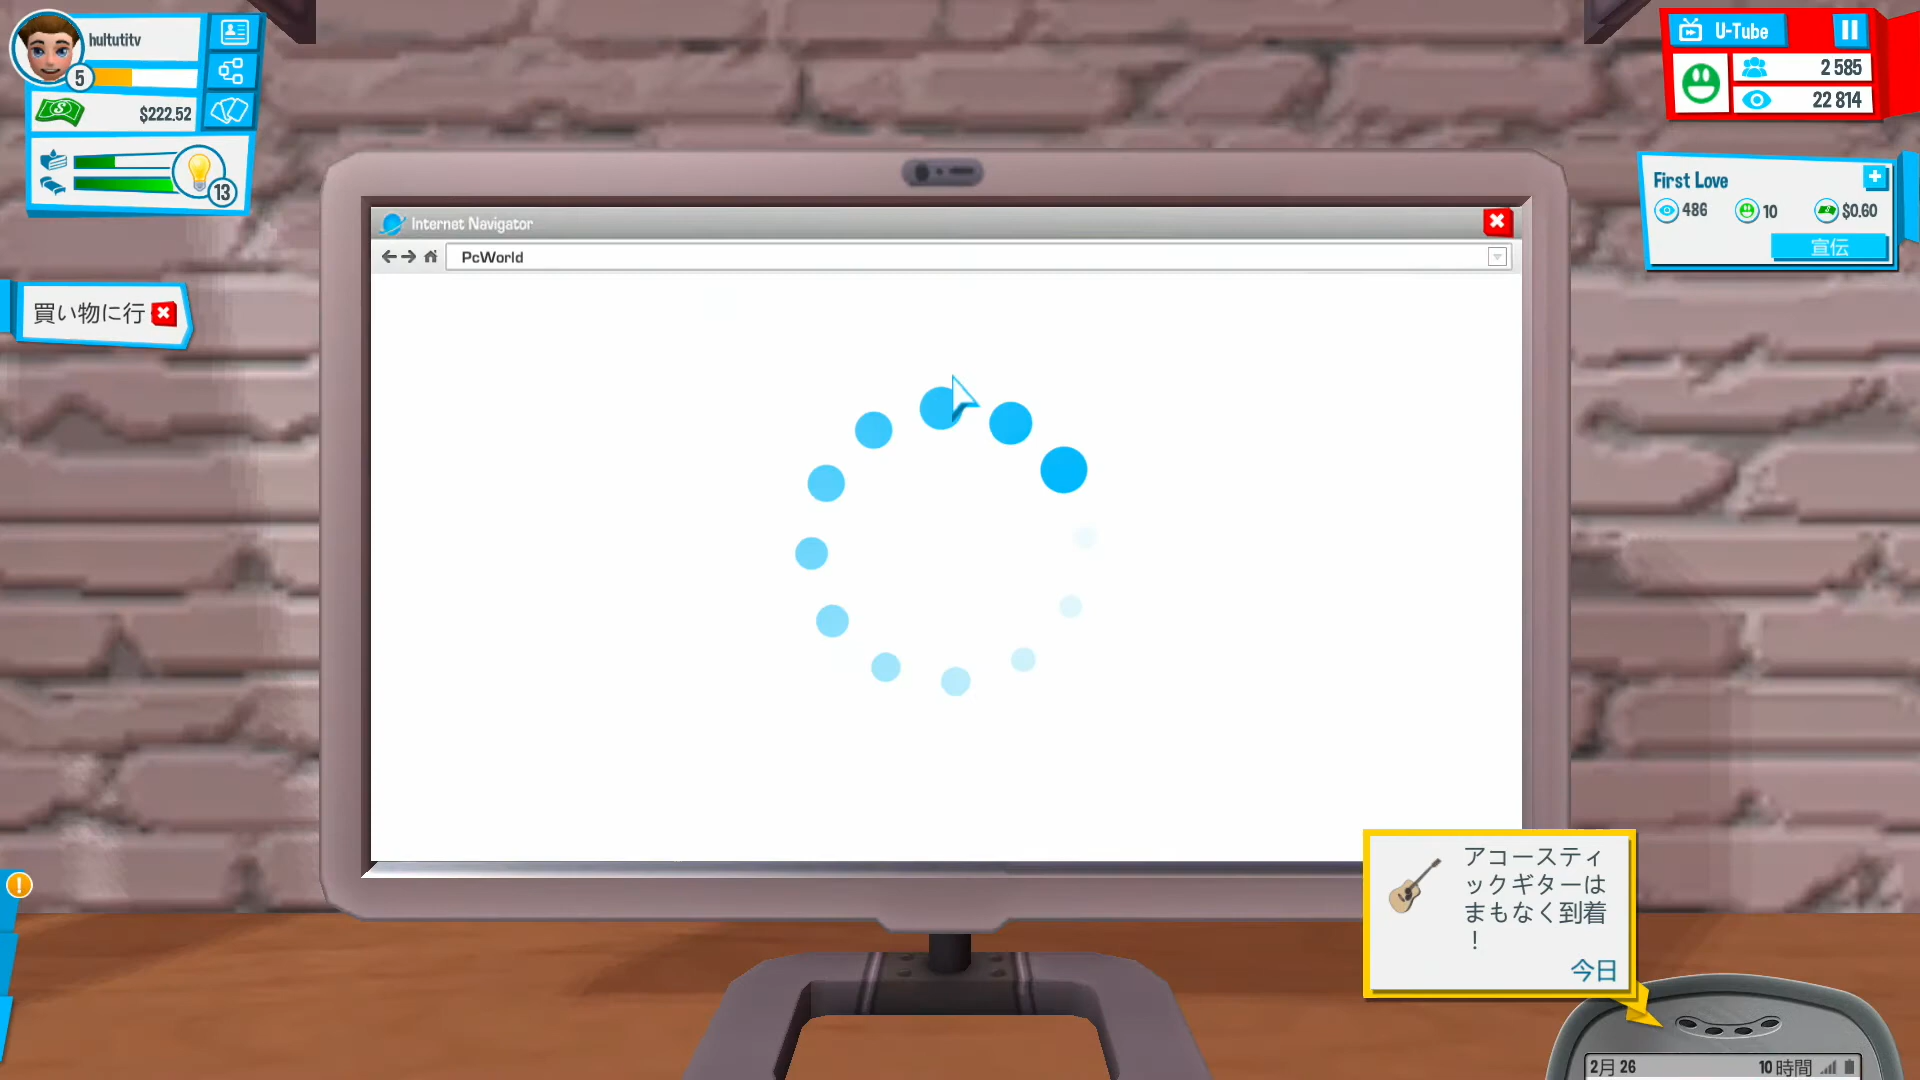 hultutitv
5
$222.52
13
買い物に行
Internet Navigator
PcWorld
U-Tube
2 585
22 814
First Love
486
10
$0.60
宣伝
アコースティ
ックギターは
まもなく到着
！
今日
2月 26
10 時間